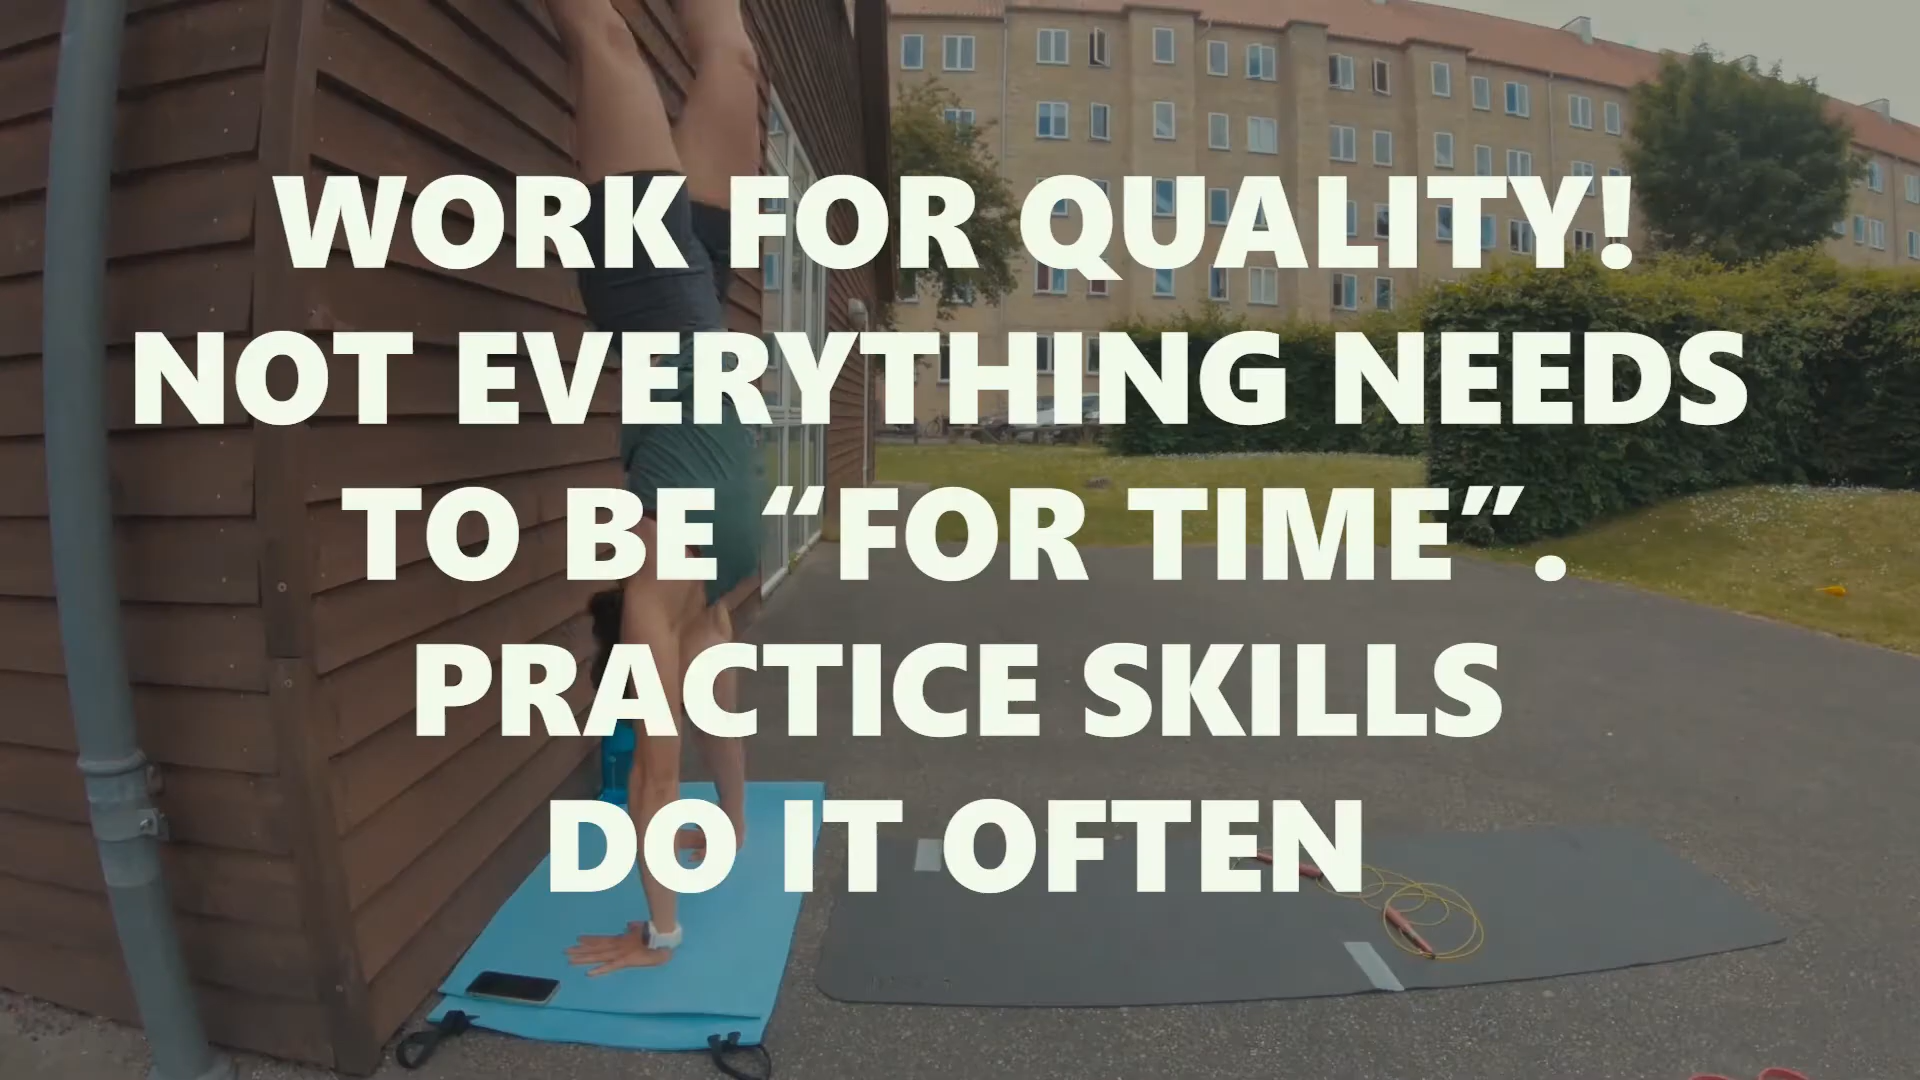 WORK FOR QUALITY!
NOT EVERYTHING NEEDS
TO BE “FOR TIME”.
PRACTICE SKILLS
DO IT OFTEN